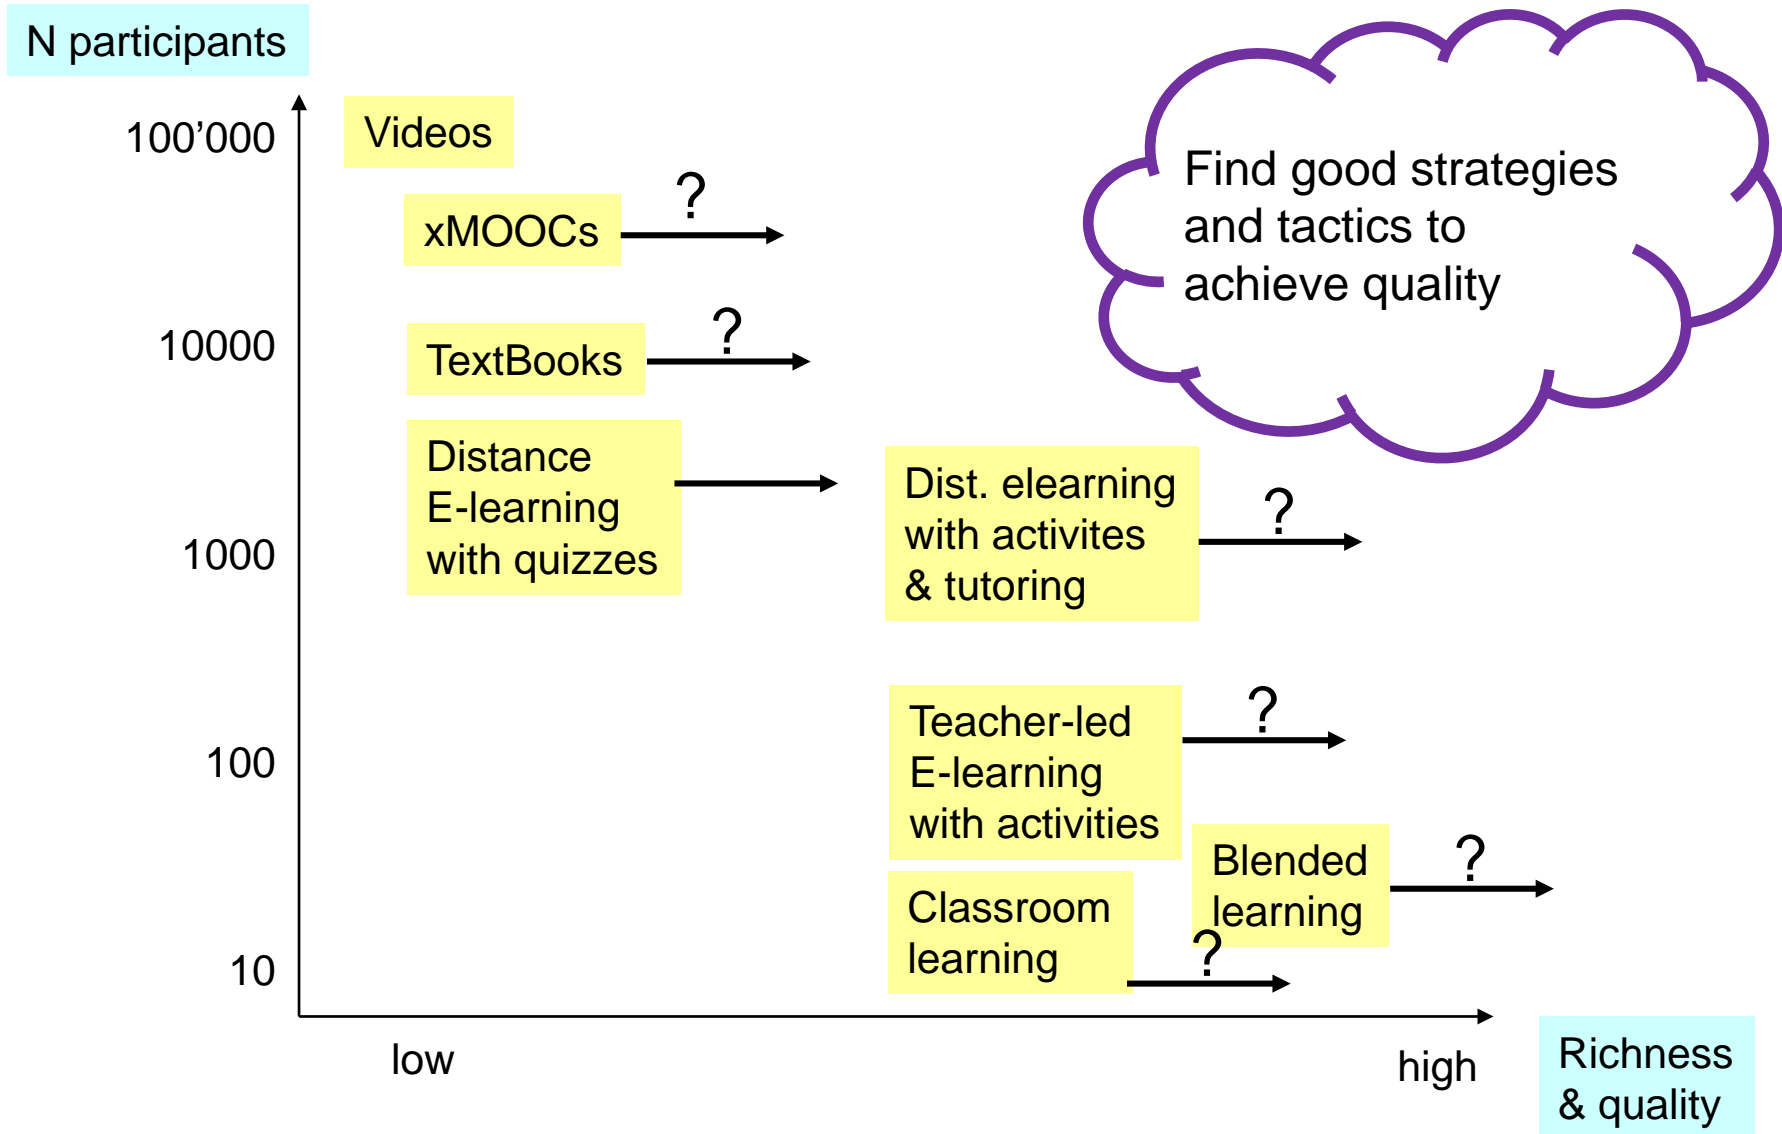 N participants
100’000
Videos
?
xMOOCs
Find good strategies
and tactics to
achieve quality
10000
?
TextBooks
Distance
E-learning
with quizzes
1000
Dist. elearning
with activites
& tutoring
?
100
Teacher-led
E-learning
with activities
?
Blended
learning
?
10
Classroom
learning
?
low
high
Richness
& quality